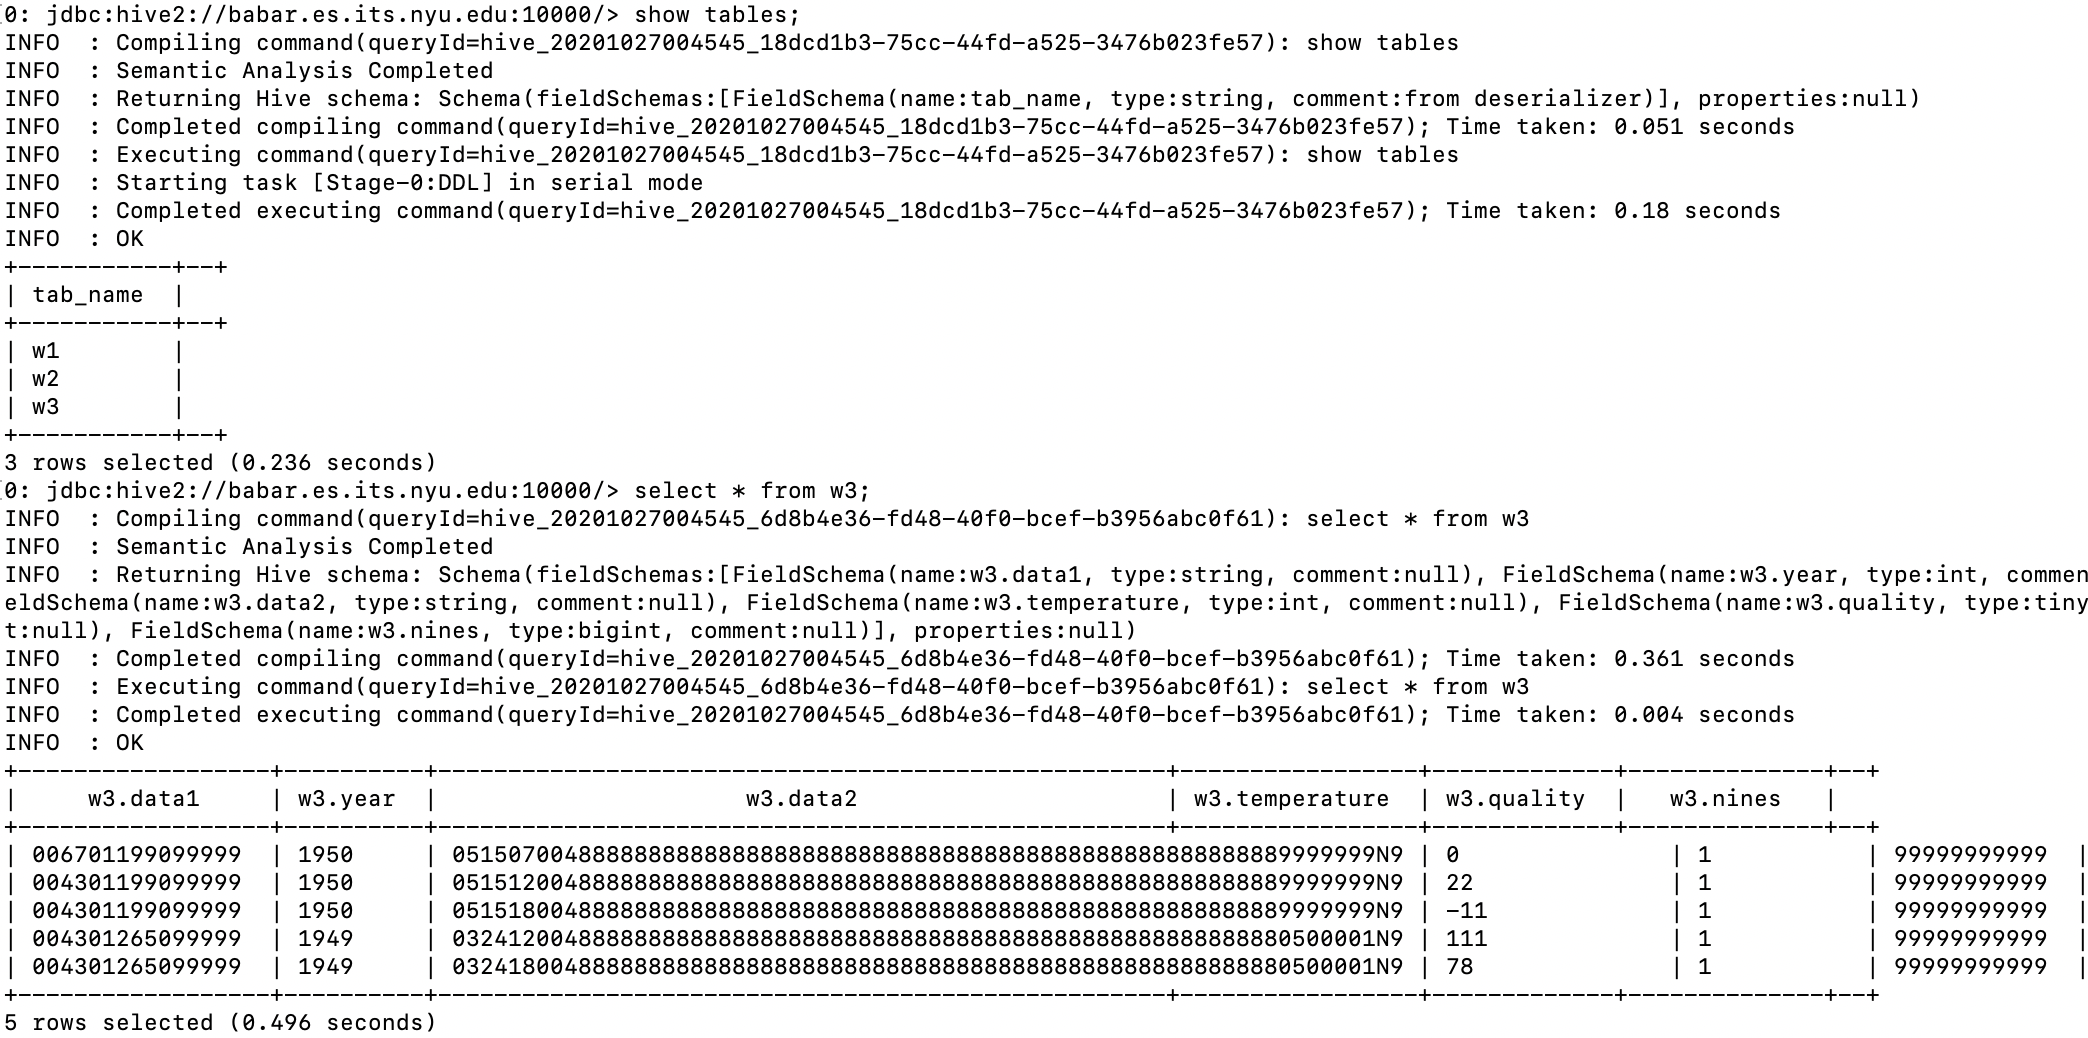 0: jdbc:hive2://babar.es.its.nyu.edu:10000/> show tables;
INFO  : Compiling command(queryId=hive_20201027004545_18dcd1b3-75cc-44fd-a525-3476b023fe57): show tables
INFO  : Semantic Analysis Completed
INFO  : Returning Hive schema: Schema(fieldSchemas:[FieldSchema(name:tab_name, type:string, comment:from deserializer)], properties:null)
INFO  : Completed compiling command(queryId=hive_20201027004545_18dcd1b3-75cc-44fd-a525-3476b023fe57); Time taken: 0.051 seconds
INFO  : Executing command(queryId=hive_20201027004545_18dcd1b3-75cc-44fd-a525-3476b023fe57): show tables
INFO  : Starting task [Stage-0:DDL] in serial mode
INFO  : Completed executing command(queryId=hive_20201027004545_18dcd1b3-75cc-44fd-a525-3476b023fe57); Time taken: 0.18 seconds
INFO  : OK
+-----------+--+
| tab_name  |
+-----------+--+
| w1        |
| w2        |
| w3        |
+-----------+--+
3 rows selected (0.236 seconds)
0: jdbc:hive2://babar.es.its.nyu.edu:10000/> select * from w3;
INFO  : Compiling command(queryId=hive_20201027004545_6d8b4e36-fd48-40f0-bcef-b3956abc0f61): select * from w3
INFO  : Semantic Analysis Completed
INFO  : Returning Hive schema: Schema(fieldSchemas:[FieldSchema(name:w3.data1, type:string, comment:null), FieldSchema(name:w3.year, type:int, commen
eldSchema(name:w3.data2, type:string, comment:null), FieldSchema(name:w3.temperature, type:int, comment:null), FieldSchema(name:w3.quality, type:tiny
t:null), FieldSchema(name:w3.nines, type:bigint, comment:null)], properties:null)
INFO  : Completed compiling command(queryId=hive_20201027004545_6d8b4e36-fd48-40f0-bcef-b3956abc0f61); Time taken: 0.361 seconds
INFO  : Executing command(queryId=hive_20201027004545_6d8b4e36-fd48-40f0-bcef-b3956abc0f61): select * from w3
INFO  : Completed executing command(queryId=hive_20201027004545_6d8b4e36-fd48-40f0-bcef-b3956abc0f61); Time taken: 0.004 seconds
INFO  : OK
+------------------+----------+----------------------------------------------------+-----------------+-------------+--------------+--+
|     w3.data1     | w3.year  |                      w3.data2                      | w3.temperature  | w3.quality  |   w3.nines   |
+------------------+----------+----------------------------------------------------+-----------------+-------------+--------------+--+
| 006701199099999  | 1950     | 051507004888888888888888888888888888888888888888888888888889999999N9 | 0               | 1           | 99999999999  |
| 004301199099999  | 1950     | 051512004888888888888888888888888888888888888888888888888889999999N9 | 22              | 1           | 99999999999  |
| 004301199099999  | 1950     | 051518004888888888888888888888888888888888888888888888888889999999N9 | -11             | 1           | 99999999999  |
| 004301265099999  | 1949     | 032412004888888888888888888888888888888888888888888888888880500001N9 | 111             | 1           | 99999999999  |
| 004301265099999  | 1949     | 032418004888888888888888888888888888888888888888888888888880500001N9 | 78              | 1           | 99999999999  |
+------------------+----------+----------------------------------------------------+-----------------+-------------+--------------+--+
5 rows selected (0.496 seconds)